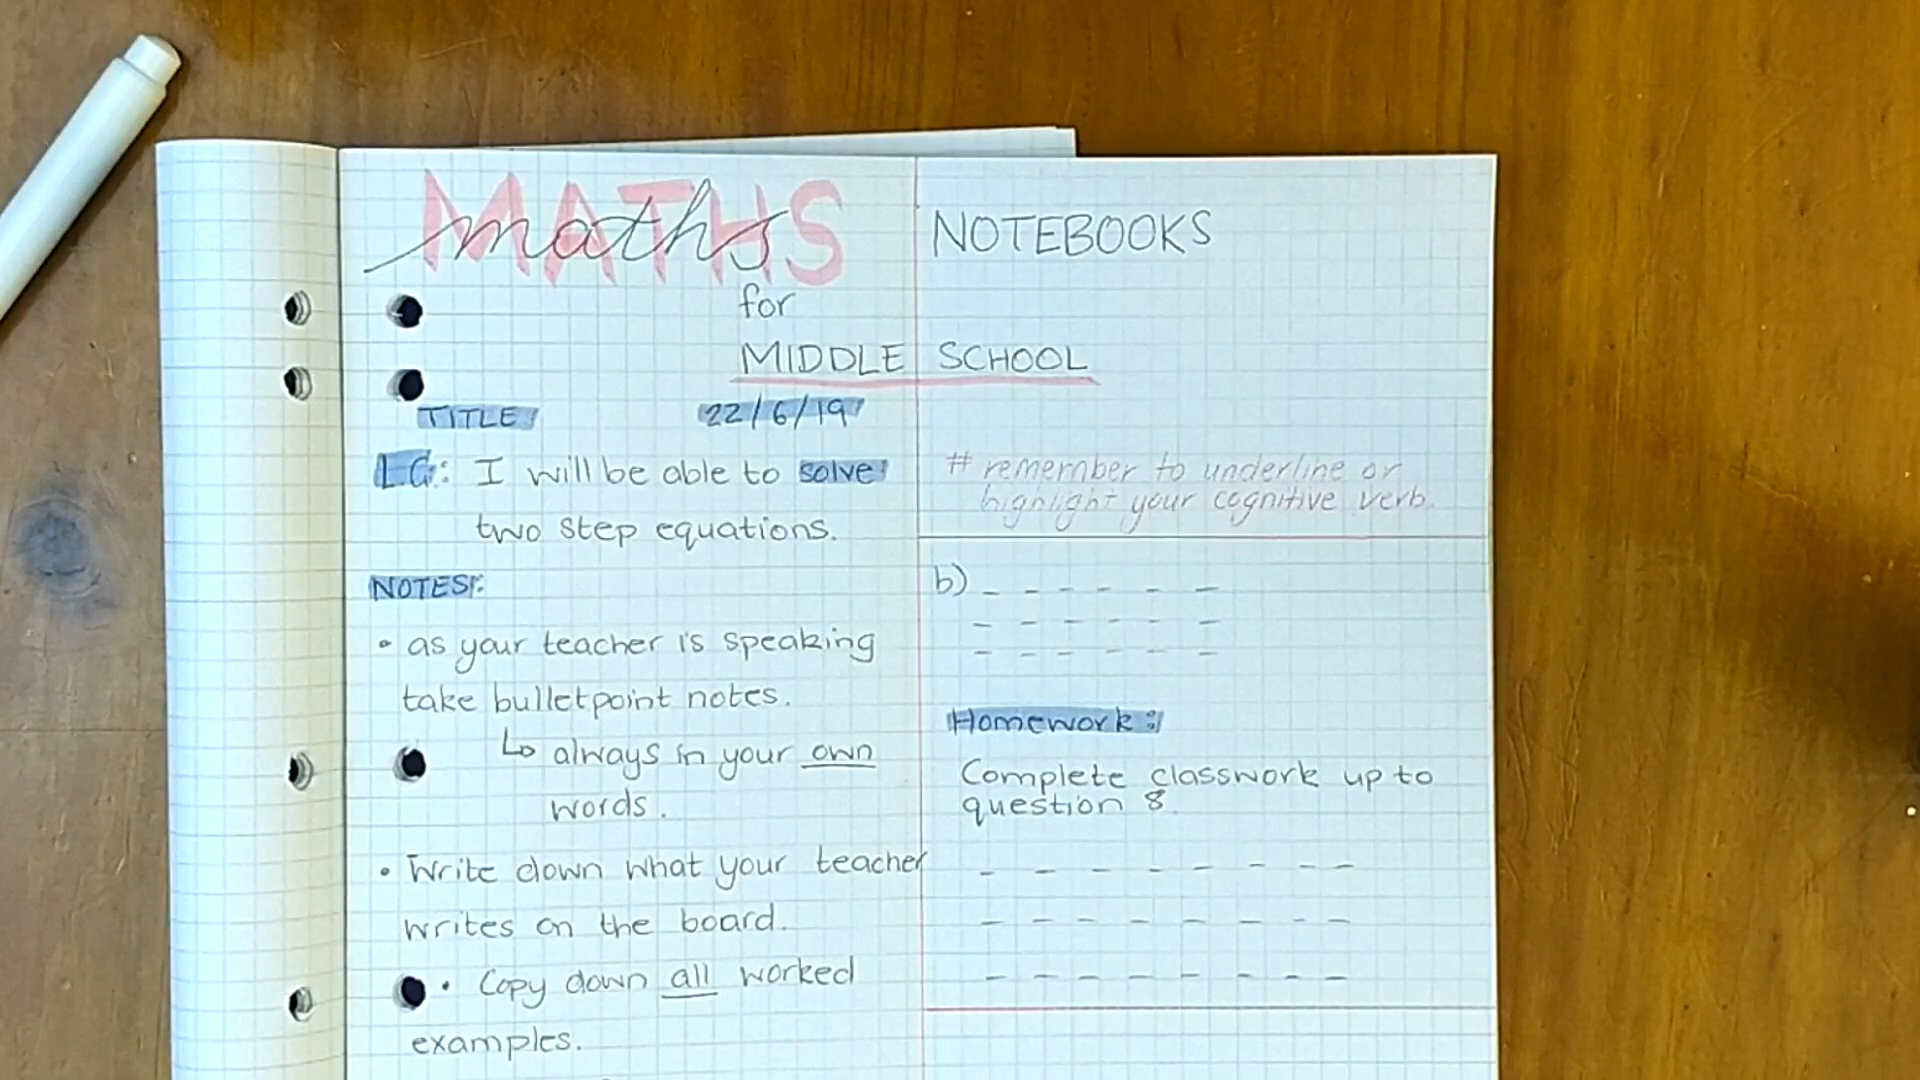 MATHS
maths NOTEBOOKS
for
MIDDLE SCHOOL
TITLE 22/6/19
L.G: I will be able to solve
two step equations.
NOTES:
• as your teacher is speaking
take bulletpoint notes.
↳ always in your own
words.
• Write down what your teacher
writes on the board.
• Copy down all worked
examples.
# remember to underline or
highlight your cognitive verb.
b)
Homework:
Complete classwork up to
question 8.